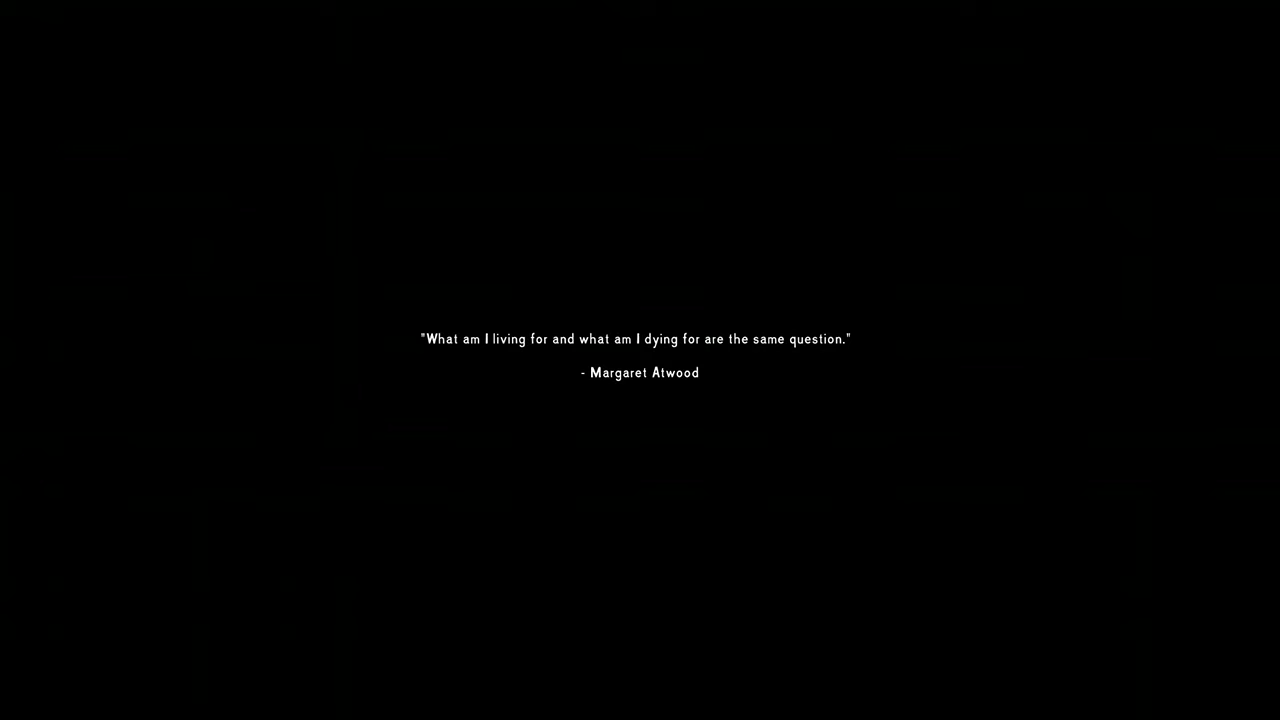 "What am I living for and what am I dying for are the same question."
- Margaret Atwood